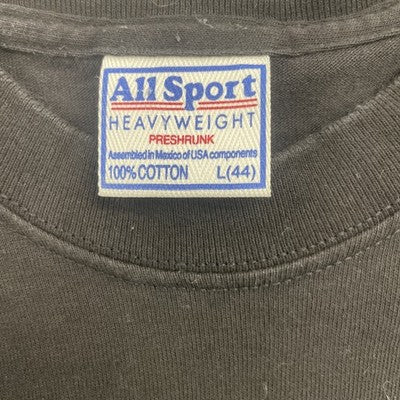 All Sport
HEAVYWEIGHT
PRESHRUNK
Assembled in Mexico of USA components
100% COTTON L(44)